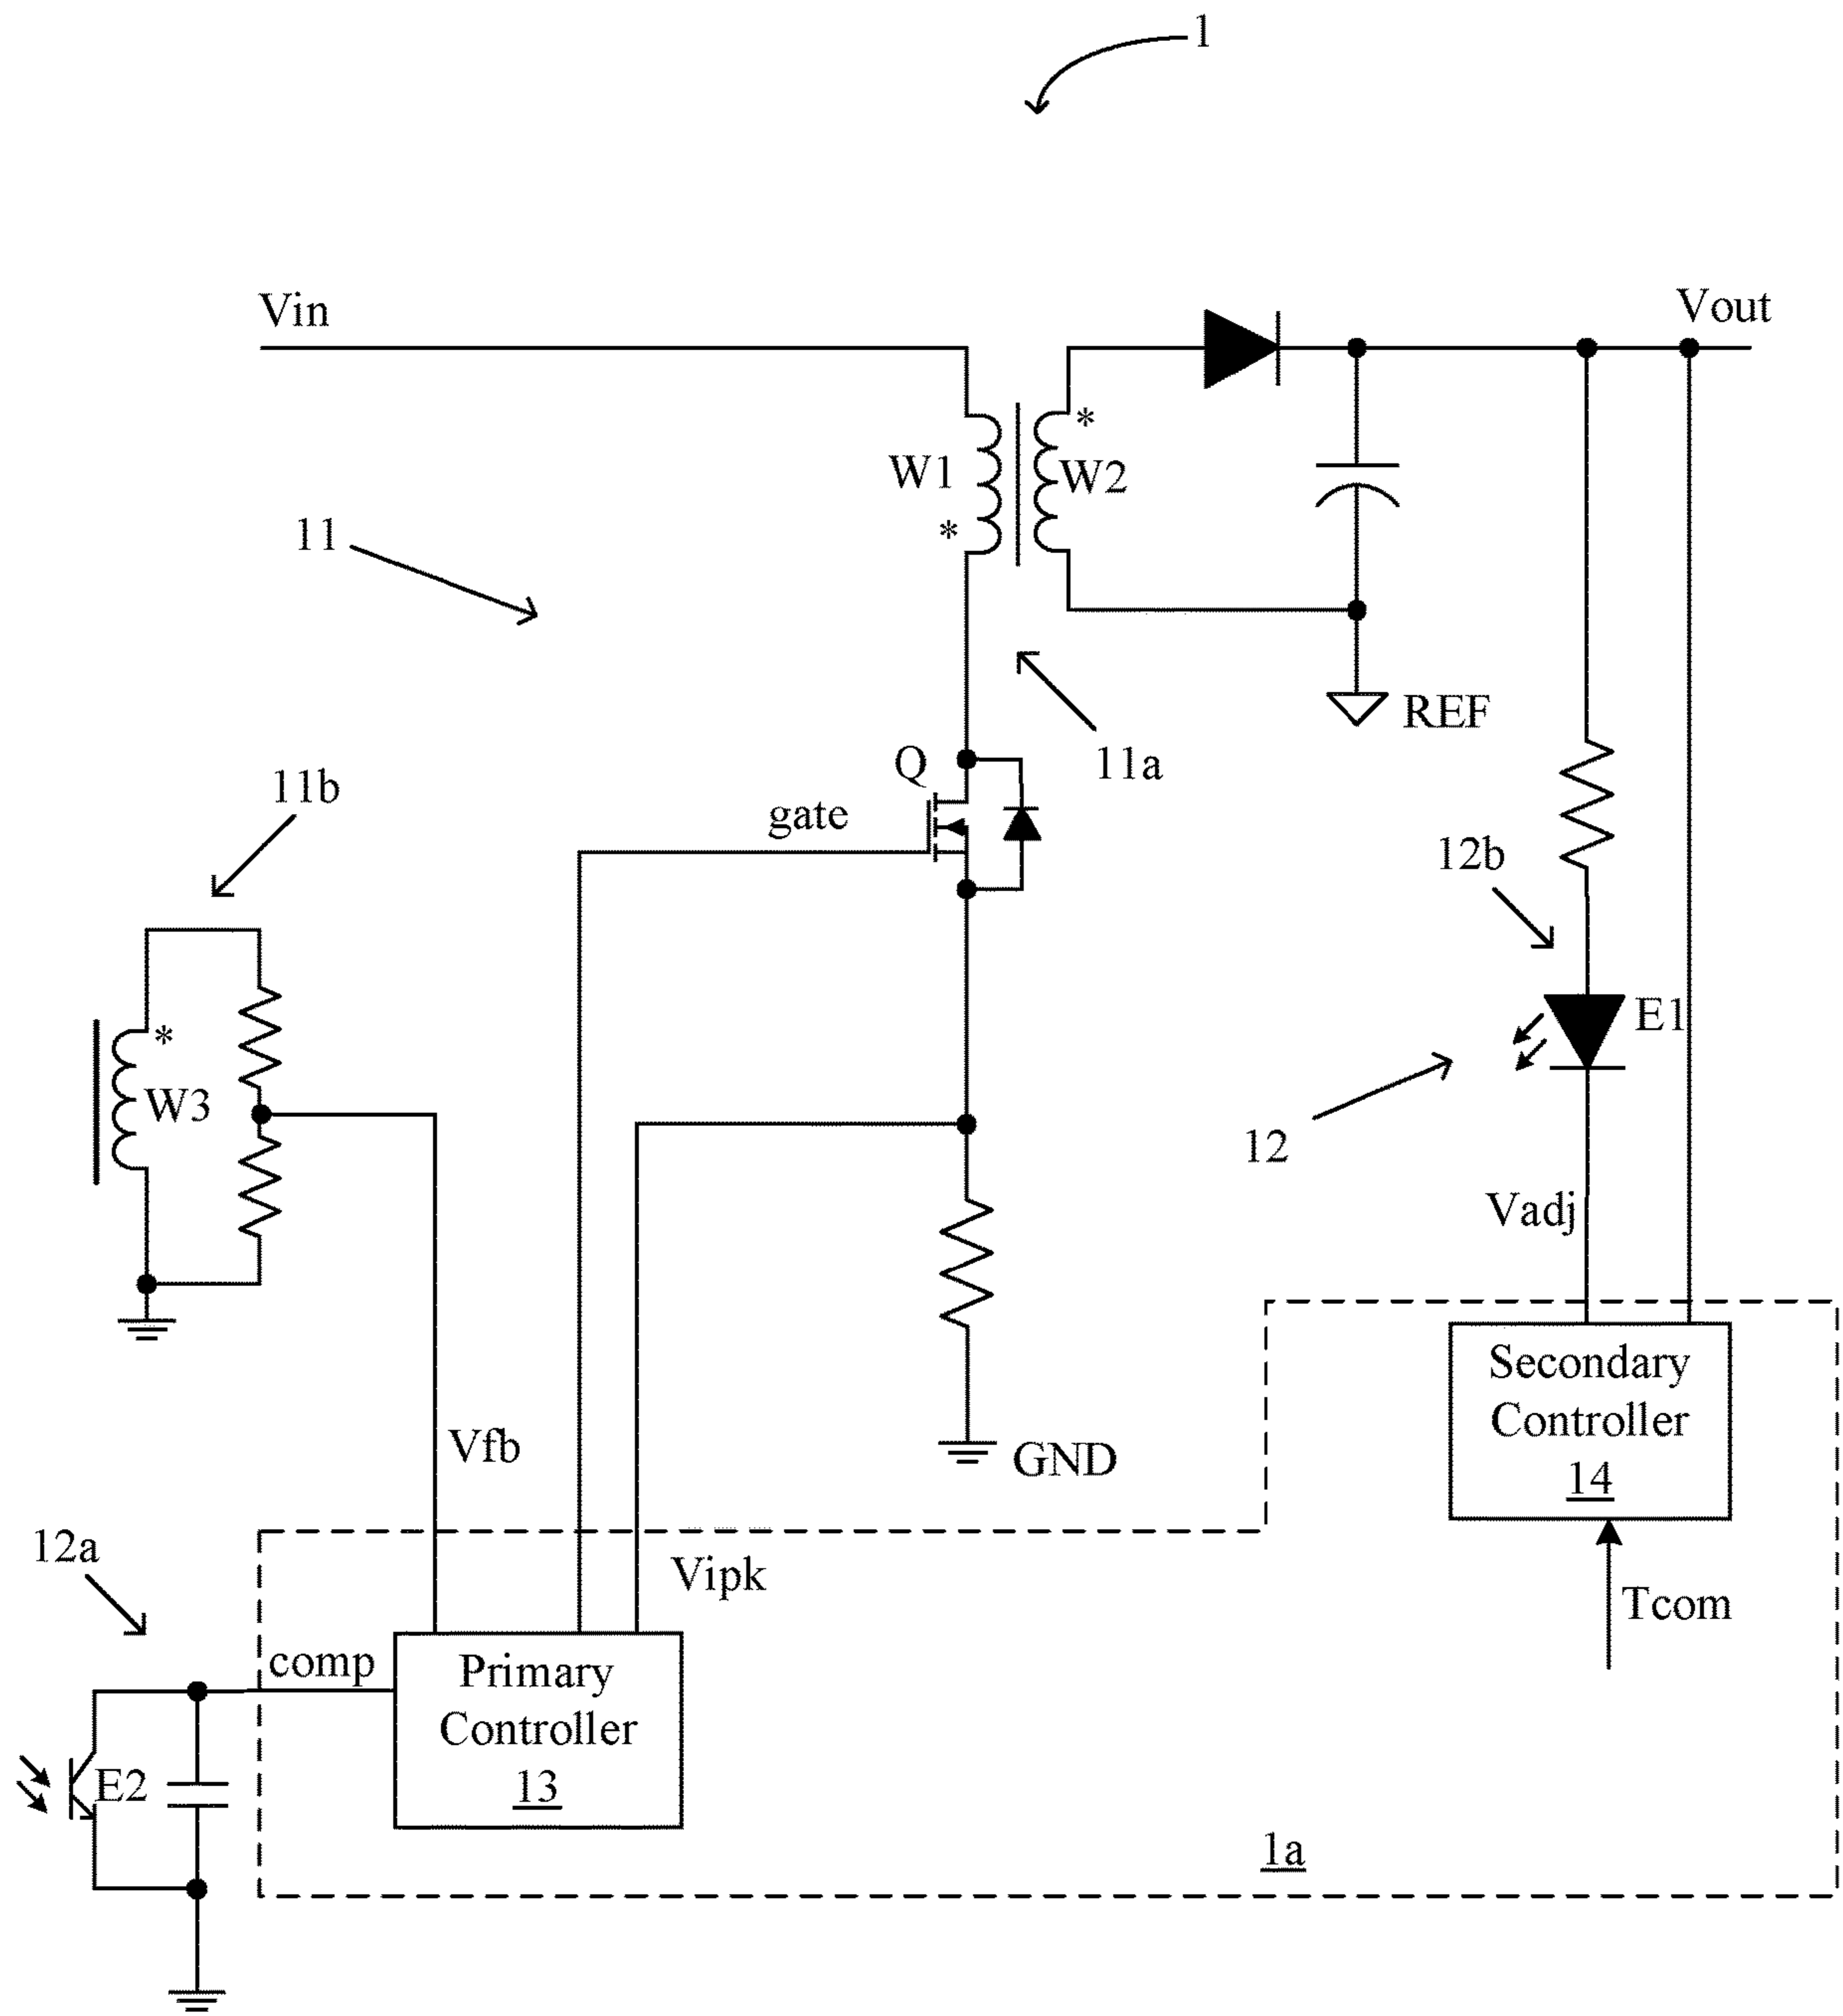 1
Vin
Vout
*
W1
W2
*
11
REF
11a
Q
11b
gate
12b
E1
*
W3
12
Vadj
Secondary
Controller
14
Vfb
GND
12a
Vipk
Tcom
comp
Primary
Controller
13
E2
1a